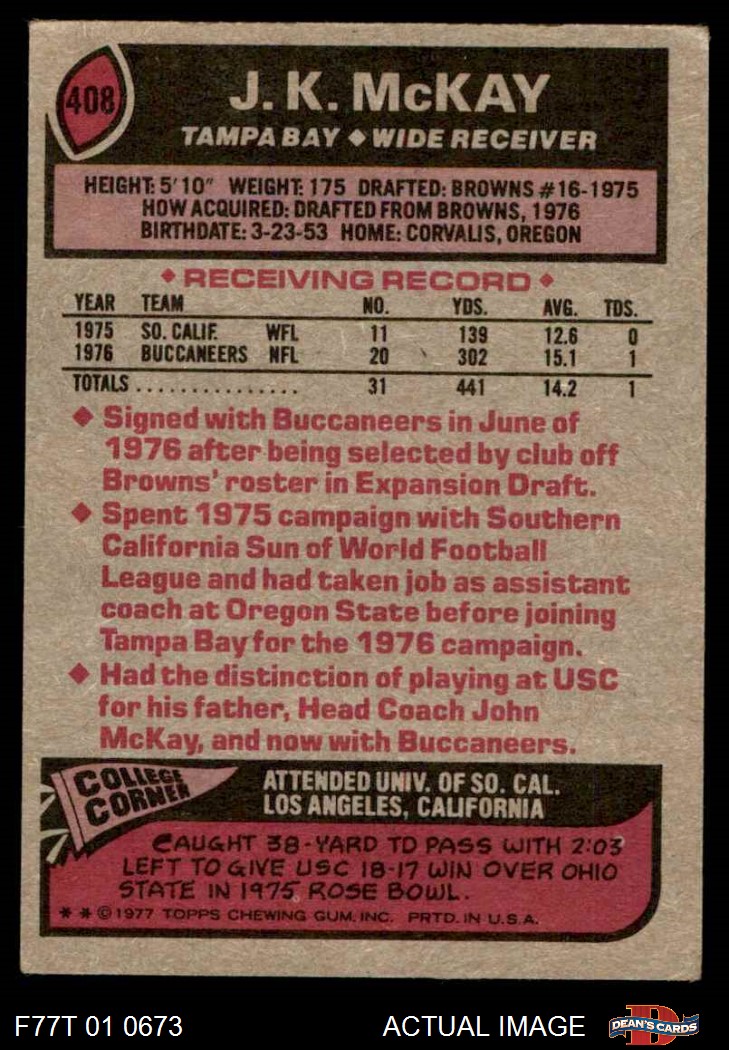 408
J. K. McKAY
TAMPA BAY ◆ WIDE RECEIVER
HEIGHT: 5'10" WEIGHT: 175 DRAFTED: BROWNS #16-1975
HOW ACQUIRED: DRAFTED FROM BROWNS, 1976
BIRTHDATE: 3-23-53 HOME: CORVALIS, OREGON
◆ RECEIVING RECORD ◆
YEAR TEAM NO. YDS. AVG. TDS.
1975 SO. CALIF. WFL 11 139 12.6 0
1976 BUCCANEERS NFL 20 302 15.1 1
TOTALS ............... 31 441 14.2 1
◆ Signed with Buccaneers in June of
1976 after being selected by club off
Browns' roster in Expansion Draft.
◆ Spent 1975 campaign with Southern
California Sun of World Football
League and had taken job as assistant
coach at Oregon State before joining
Tampa Bay for the 1976 campaign.
◆ Had the distinction of playing at USC
for his father, Head Coach John
McKay, and now with Buccaneers.
COLLEGE
CORNER
ATTENDED UNIV. OF SO. CAL.
LOS ANGELES, CALIFORNIA
CAUGHT 38-YARD TD PASS WITH 2:03
LEFT TO GIVE USC 18-17 WIN OVER OHIO
STATE IN 1975 ROSE BOWL.
* * © 1977 TOPPS CHEWING GUM, INC. PRTD. IN U.S.A.
F77T 01 0673 ACTUAL IMAGE
D
DEAN'S CARDS